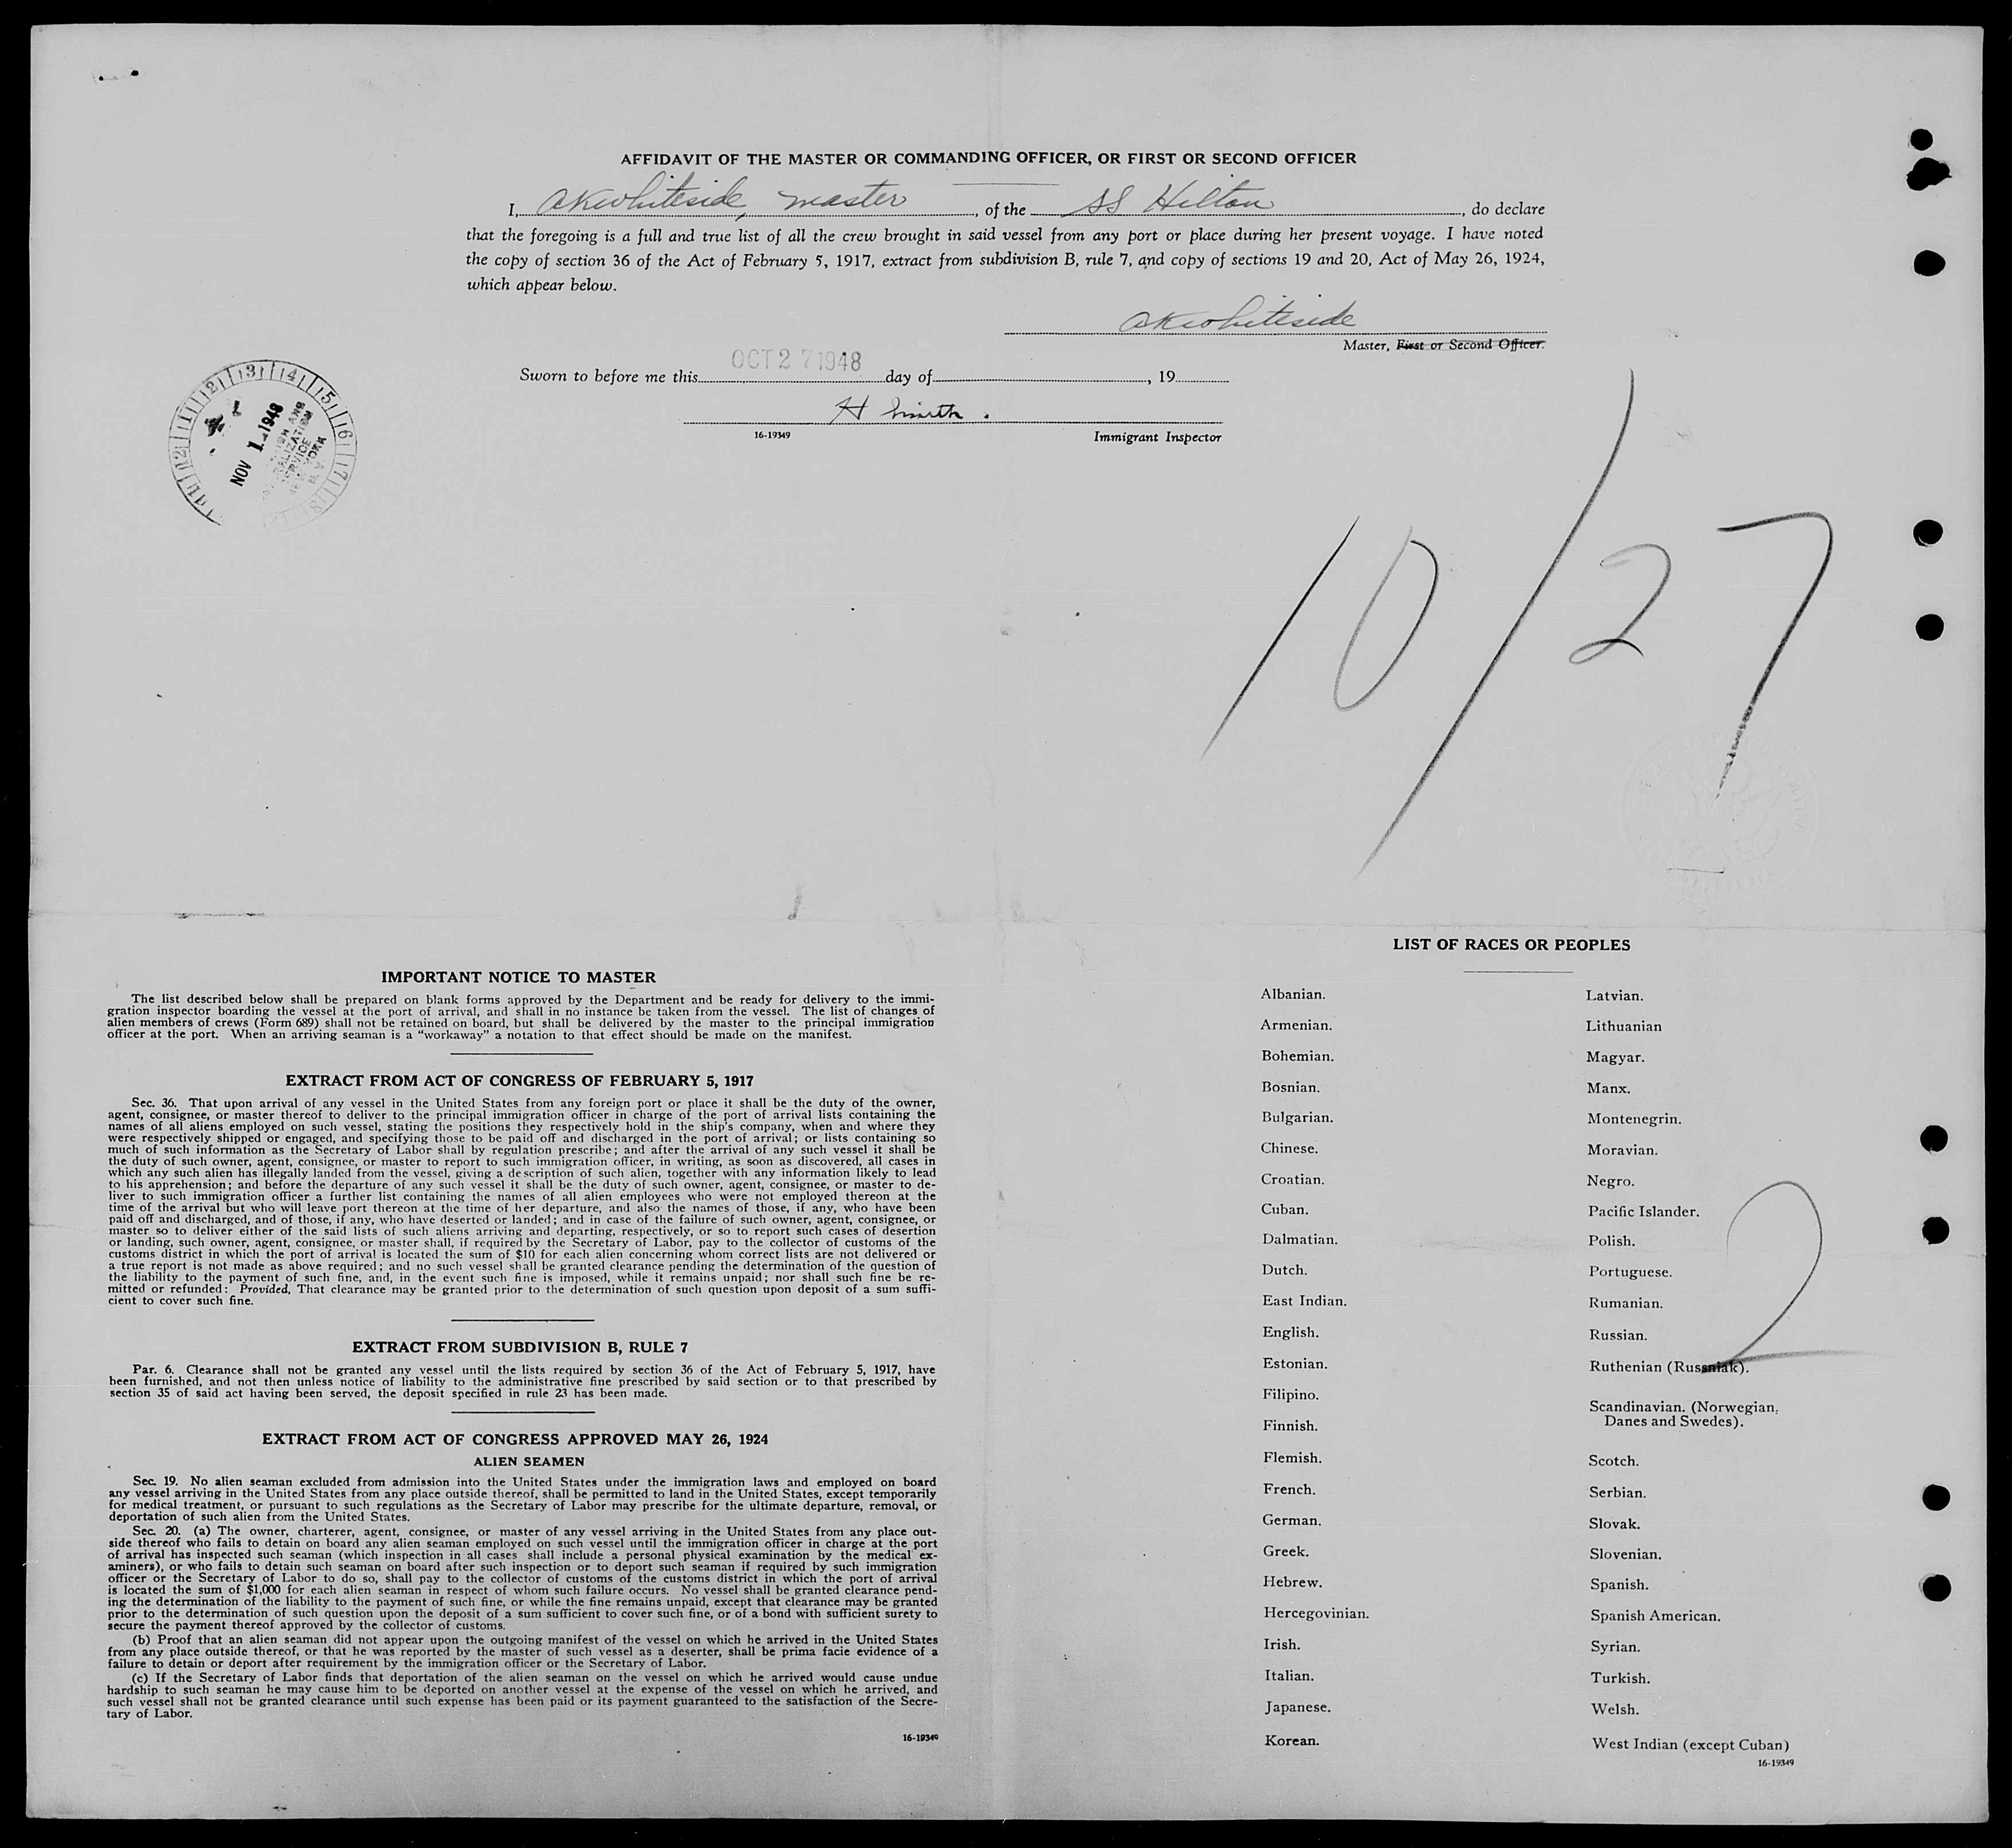 AFFIDAVIT OF THE MASTER OR COMMANDING OFFICER, OR FIRST OR SECOND OFFICER
I, AKWhiteside, master, of the SS Hilton, do declare
that the foregoing is a full and true list of all the crew brought in said vessel from any port or place during her present voyage. I have noted
the copy of section 36 of the Act of February 5, 1917, extract from subdivision B, rule 7, and copy of sections 19 and 20, Act of May 26, 1924,
which appear below.
AKWhiteside
Master, First or Second Officer.
OCT 27 1948
Sworn to before me this day of , 19
H Smith.
16-19349 Immigrant Inspector
12 1 2 3 4 5 6 7 8
NOV 1 1948
SERVICE
NEW YORK
N. Y.
10/27
IMPORTANT NOTICE TO MASTER
The list described below shall be prepared on blank forms approved by the Department and be ready for delivery to the immi-
gration inspector boarding the vessel at the port of arrival, and shall in no instance be taken from the vessel. The list of changes of
alien members of crews (Form 689) shall not be retained on board, but shall be delivered by the master to the principal immigration
officer at the port. When an arriving seaman is a "workaway" a notation to that effect should be made on the manifest.
EXTRACT FROM ACT OF CONGRESS OF FEBRUARY 5, 1917
Sec. 36. That upon arrival of any vessel in the United States from any foreign port or place it shall be the duty of the owner,
agent, consignee, or master thereof to deliver to the principal immigration officer in charge of the port of arrival lists containing the
names of all aliens employed on such vessel, stating the positions they respectively hold in the ship's company, when and where they
were respectively shipped or engaged, and specifying those to be paid off and discharged in the port of arrival; or lists containing so
much of such information as the Secretary of Labor shall by regulation prescribe; and after the arrival of any such vessel it shall be
the duty of such owner, agent, consignee, or master to report to such immigration officer, in writing, as soon as discovered, all cases in
which any such alien has illegally landed from the vessel, giving a description of such alien, together with any information likely to lead
to his apprehension; and before the departure of any such vessel it shall be the duty of such owner, agent, consignee, or master to de-
liver to such immigration officer a further list containing the names of all alien employees who were not employed thereon at the
time of the arrival but who will leave port thereon at the time of her departure, and also the names of those, if any, who have been
paid off and discharged, and of those, if any, who have deserted or landed; and in case of the failure of such owner, agent, consignee, or
master so to deliver either of the said lists of such aliens arriving and departing, respectively, or so to report such cases of desertion
or landing, such owner, agent, consignee, or master shall, if required by the Secretary of Labor, pay to the collector of customs of the
customs district in which the port of arrival is located the sum of $10 for each alien concerning whom correct lists are not delivered or
a true report is not made as above required; and no such vessel shall be granted clearance pending the determination of the question of
the liability to the payment of such fine, and, in the event such fine is imposed, while it remains unpaid; nor shall such fine be re-
mitted or refunded: Provided, That clearance may be granted prior to the determination of such question upon deposit of a sum suffi-
cient to cover such fine.
EXTRACT FROM SUBDIVISION B, RULE 7
Par. 6. Clearance shall not be granted any vessel until the lists required by section 36 of the Act of February 5, 1917, have
been furnished, and not then unless notice of liability to the administrative fine prescribed by said section or to that prescribed by
section 35 of said act having been served, the deposit specified in rule 23 has been made.
EXTRACT FROM ACT OF CONGRESS APPROVED MAY 26, 1924
ALIEN SEAMEN
Sec. 19. No alien seaman excluded from admission into the United States under the immigration laws and employed on board
any vessel arriving in the United States from any place outside thereof, shall be permitted to land in the United States, except temporarily
for medical treatment, or pursuant to such regulations as the Secretary of Labor may prescribe for the ultimate departure, removal, or
deportation of such alien from the United States.
Sec. 20. (a) The owner, charterer, agent, consignee, or master of any vessel arriving in the United States from any place out-
side thereof who fails to detain on board any alien seaman employed on such vessel until the immigration officer in charge at the port
of arrival has inspected such seaman (which inspection in all cases shall include a personal physical examination by the medical ex-
aminers), or who fails to detain such seaman on board after such inspection or to deport such seaman if required by such immigration
officer or the Secretary of Labor to do so, shall pay to the collector of customs of the customs district in which the port of arrival
is located the sum of $1,000 for each alien seaman in respect of whom such failure occurs. No vessel shall be granted clearance pend-
ing the determination of the liability to the payment of such fine, or while the fine remains unpaid, except that clearance may be granted
prior to the determination of such question upon the deposit of a sum sufficient to cover such fine, or of a bond with sufficient surety to
secure the payment thereof approved by the collector of customs.
(b) Proof that an alien seaman did not appear upon the outgoing manifest of the vessel on which he arrived in the United States
from any place outside thereof, or that he was reported by the master of such vessel as a deserter, shall be prima facie evidence of a
failure to detain or deport after requirement by the immigration officer or the Secretary of Labor.
(c) If the Secretary of Labor finds that deportation of the alien seaman on the vessel on which he arrived would cause undue
hardship to such seaman he may cause him to be deported on another vessel at the expense of the vessel on which he arrived, and
such vessel shall not be granted clearance until such expense has been paid or its payment guaranteed to the satisfaction of the Secre-
tary of Labor.
16-19349
LIST OF RACES OR PEOPLES
Albanian.
Armenian.
Bohemian.
Bosnian.
Bulgarian.
Chinese.
Croatian.
Cuban.
Dalmatian.
Dutch.
East Indian.
English.
Estonian.
Filipino.
Finnish.
Flemish.
French.
German.
Greek.
Hebrew.
Hercegovinian.
Irish.
Italian.
Japanese.
Korean.
Latvian.
Lithuanian
Magyar.
Manx.
Montenegrin.
Moravian.
Negro.
Pacific Islander.
Polish.
Portuguese.
Rumanian.
Russian.
Ruthenian (Russniak).
Scandinavian. (Norwegian,
Danes and Swedes).
Scotch.
Serbian.
Slovak.
Slovenian.
Spanish.
Spanish American.
Syrian.
Turkish.
Welsh.
West Indian (except Cuban)
16-19349
2